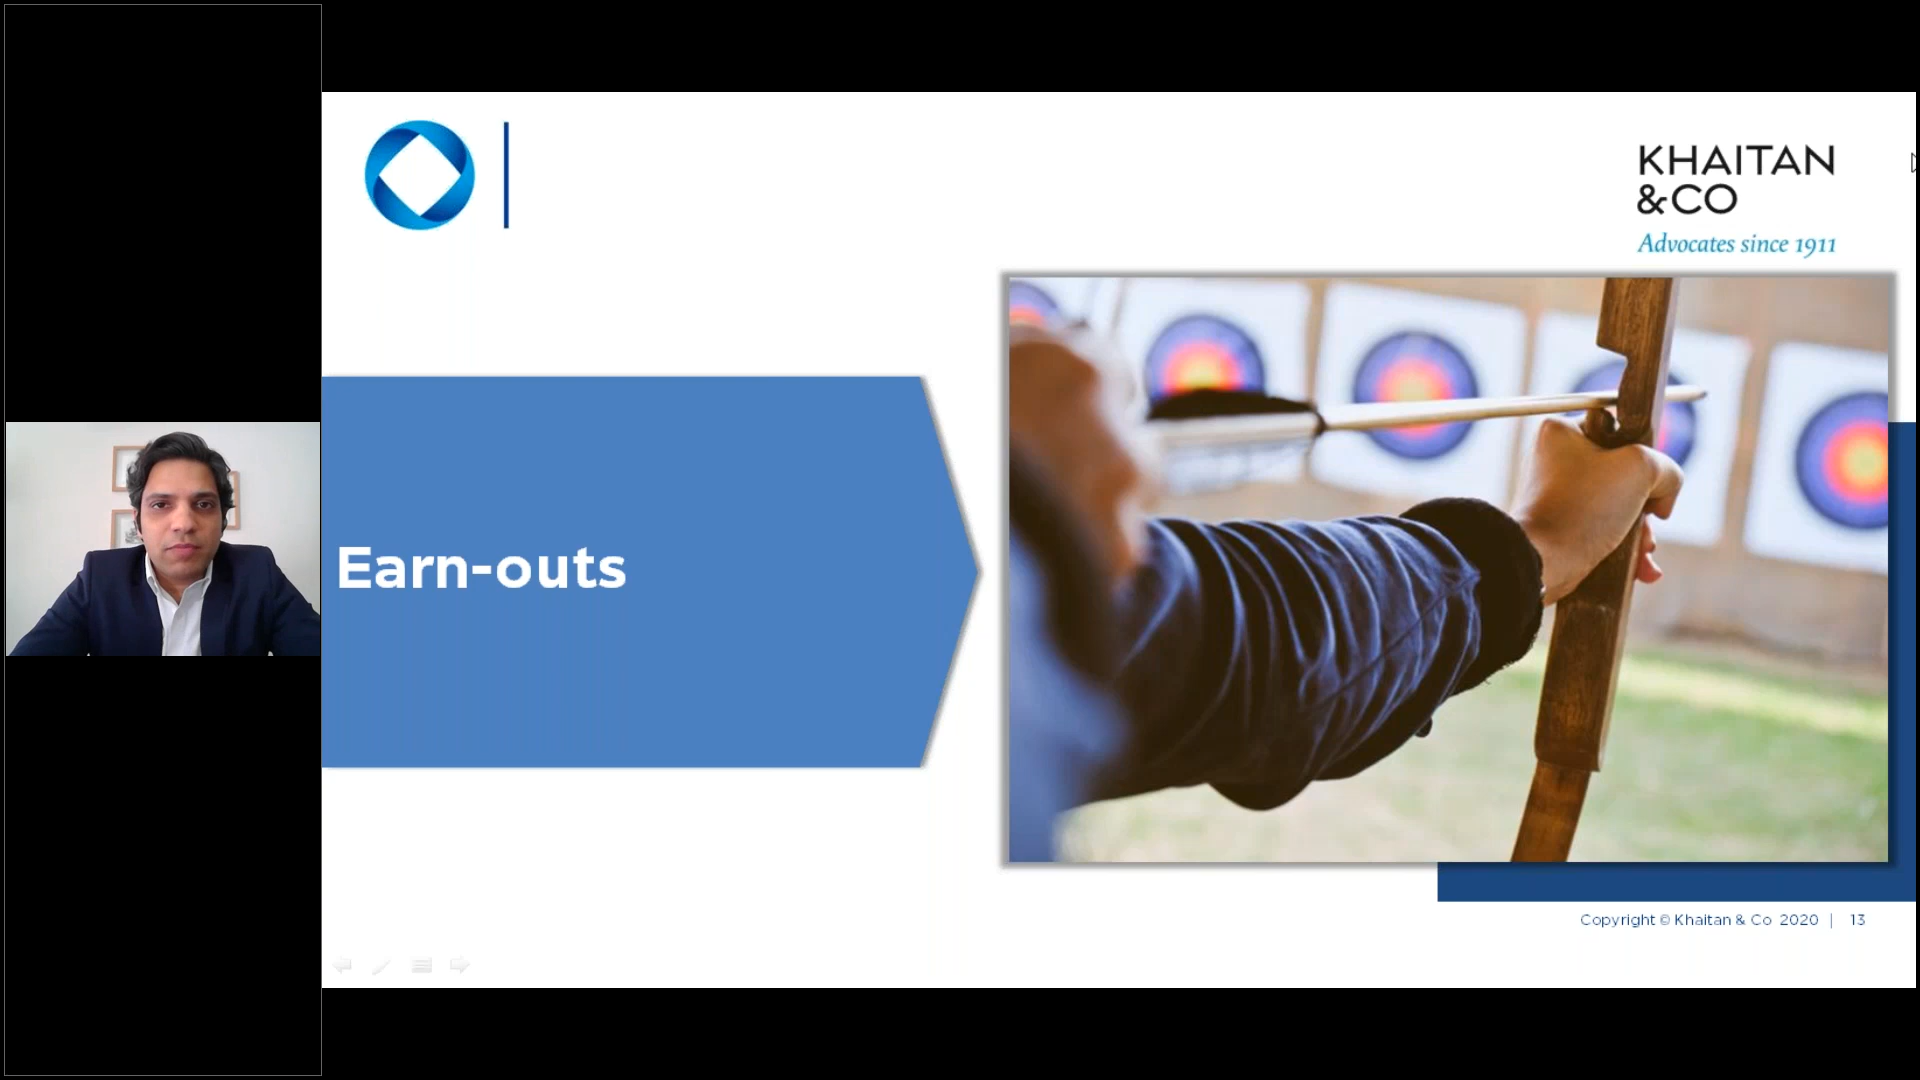 KHAITAN
&CO
Advocates since 1911
Earn-outs
Copyright © Khaitan & Co 2020 | 13